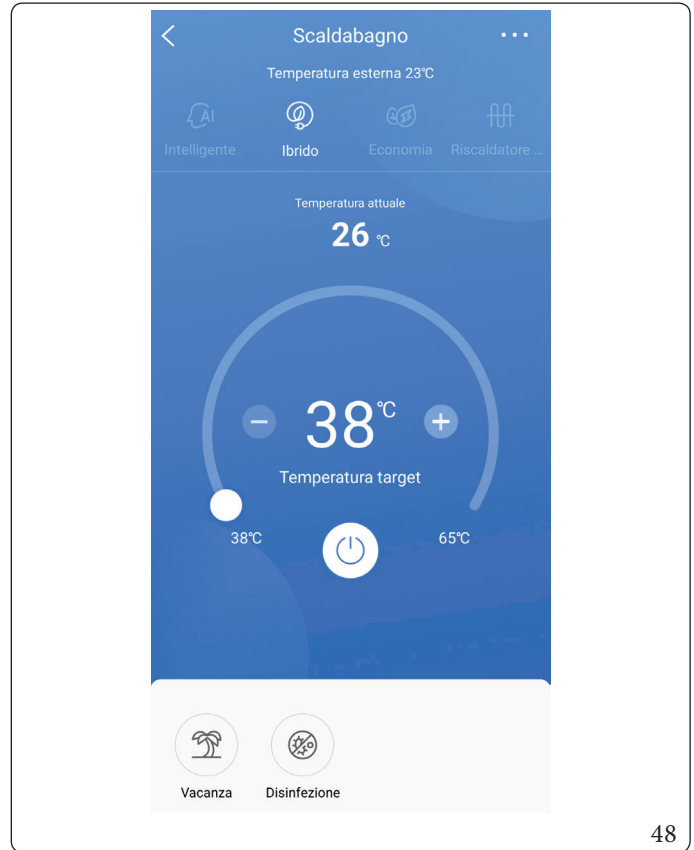 Scaldabagno
Temperatura esterna 23℃
AI
Intelligente Ibrido Economia Riscaldatore ...
Temperatura attuale
26 ℃
38℃
Temperatura target
38℃ 65℃
Vacanza Disinfezione
48